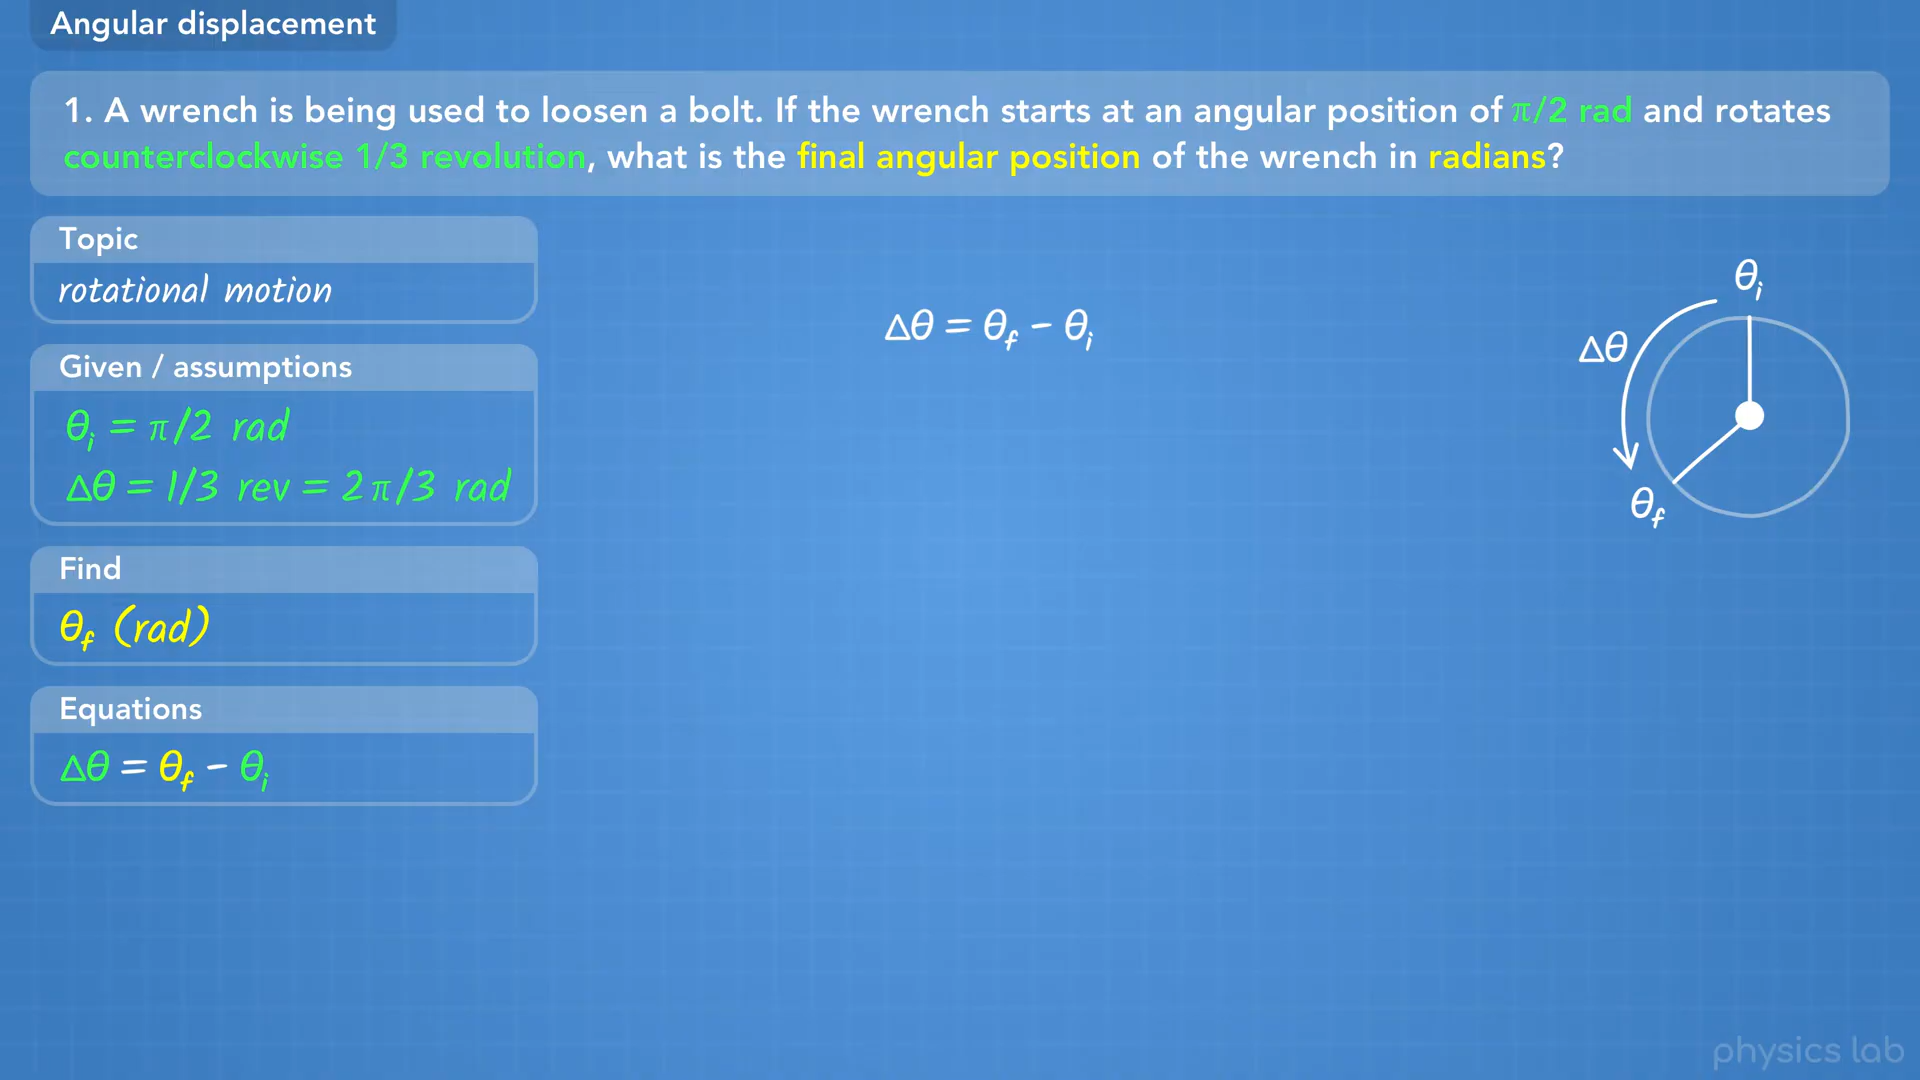 Angular displacement
1. A wrench is being used to loosen a bolt. If the wrench starts at an angular position of π/2 rad and rotates
counterclockwise 1/3 revolution, what is the final angular position of the wrench in radians?
Topic
rotational motion
Given / assumptions
θᵢ = π/2 rad
Δθ = 1/3 rev = 2π/3 rad
Find
θf (rad)
Equations
Δθ = θf - θᵢ
Δθ = θf - θᵢ
θᵢ
Δθ
θf
physics lab